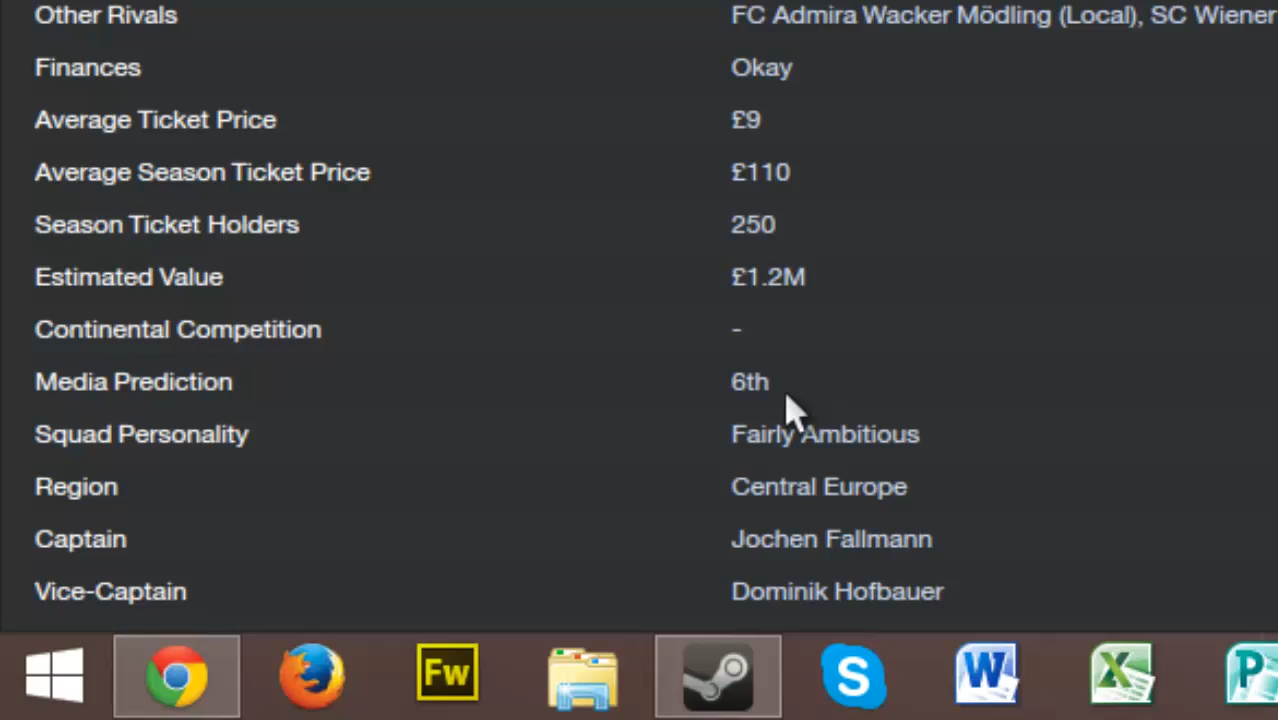 Other Rivals FC Admira Wacker Mödling (Local), SC Wiener
Finances Okay
Average Ticket Price £9
Average Season Ticket Price £110
Season Ticket Holders 250
Estimated Value £1.2M
Continental Competition -
Media Prediction 6th
Squad Personality Fairly Ambitious
Region Central Europe
Captain Jochen Fallmann
Vice-Captain Dominik Hofbauer
Fw S W X P